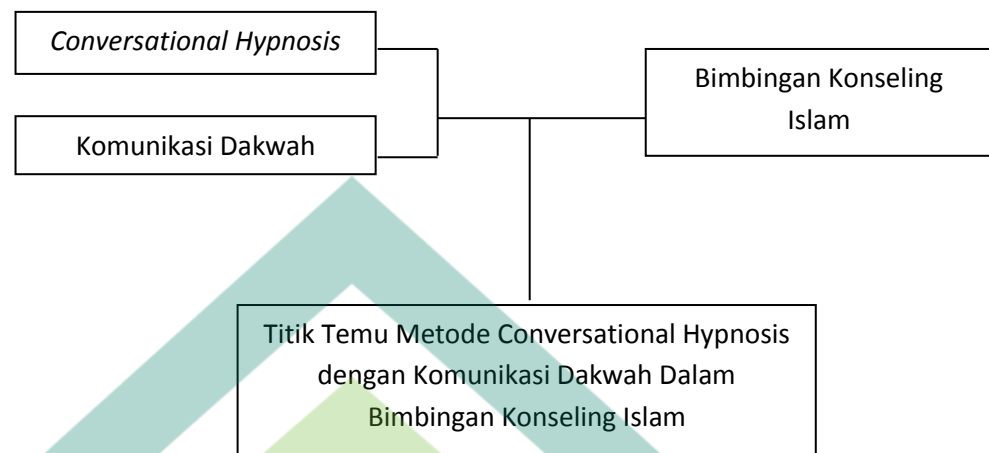 Conversational Hypnosis
Komunikasi Dakwah
Bimbingan Konseling
Islam
Titik Temu Metode Conversational Hypnosis
dengan Komunikasi Dakwah Dalam
Bimbingan Konseling Islam